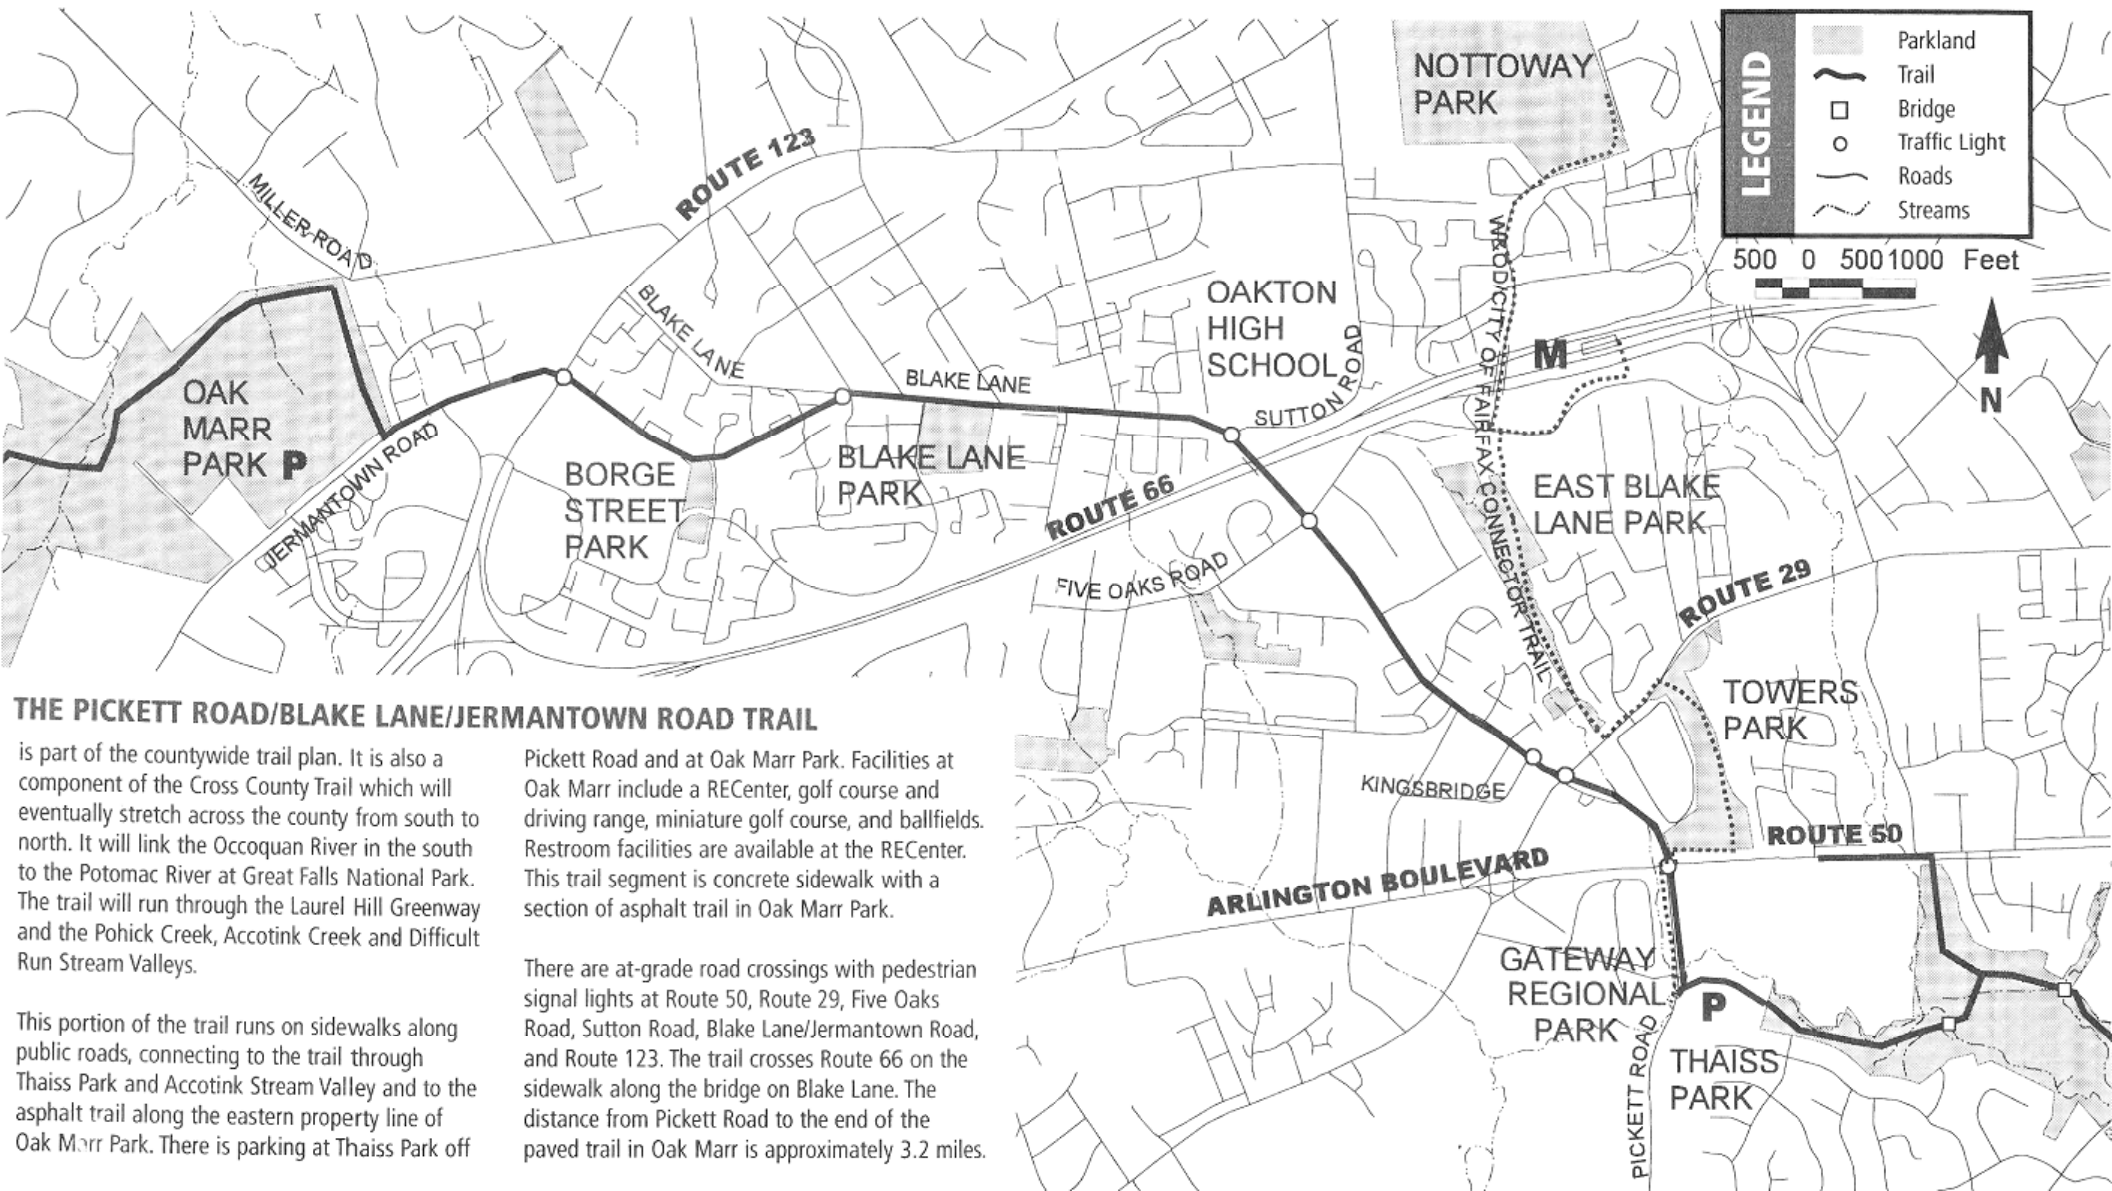 NOTTOWAY
PARK
LEGEND
Parkland
Trail
Bridge
Traffic Light
Roads
Streams
500 0 500 1000 Feet
N
ROUTE 123
MILLER ROAD
BLAKE LANE
BLAKE LANE
OAKTON
HIGH
SCHOOL
SUTTON ROAD
W&OD/CITY OF FAIRFAX CONNECTOR TRAIL
M
OAK
MARR
PARK P
JERMANTOWN ROAD
BORGE
STREET
PARK
BLAKE LANE
PARK
ROUTE 66
EAST BLAKE
LANE PARK
FIVE OAKS ROAD
ROUTE 29
TOWERS
PARK
KINGSBRIDGE
ROUTE 50
ARLINGTON BOULEVARD
GATEWAY
REGIONAL
PARK
P
THAISS
PARK
PICKETT ROAD
THE PICKETT ROAD/BLAKE LANE/JERMANTOWN ROAD TRAIL
is part of the countywide trail plan. It is also a
component of the Cross County Trail which will
eventually stretch across the county from south to
north. It will link the Occoquan River in the south
to the Potomac River at Great Falls National Park.
The trail will run through the Laurel Hill Greenway
and the Pohick Creek, Accotink Creek and Difficult
Run Stream Valleys.
This portion of the trail runs on sidewalks along
public roads, connecting to the trail through
Thaiss Park and Accotink Stream Valley and to the
asphalt trail along the eastern property line of
Oak Marr Park. There is parking at Thaiss Park off
Pickett Road and at Oak Marr Park. Facilities at
Oak Marr include a RECenter, golf course and
driving range, miniature golf course, and ballfields.
Restroom facilities are available at the RECenter.
This trail segment is concrete sidewalk with a
section of asphalt trail in Oak Marr Park.
There are at-grade road crossings with pedestrian
signal lights at Route 50, Route 29, Five Oaks
Road, Sutton Road, Blake Lane/Jermantown Road,
and Route 123. The trail crosses Route 66 on the
sidewalk along the bridge on Blake Lane. The
distance from Pickett Road to the end of the
paved trail in Oak Marr is approximately 3.2 miles.